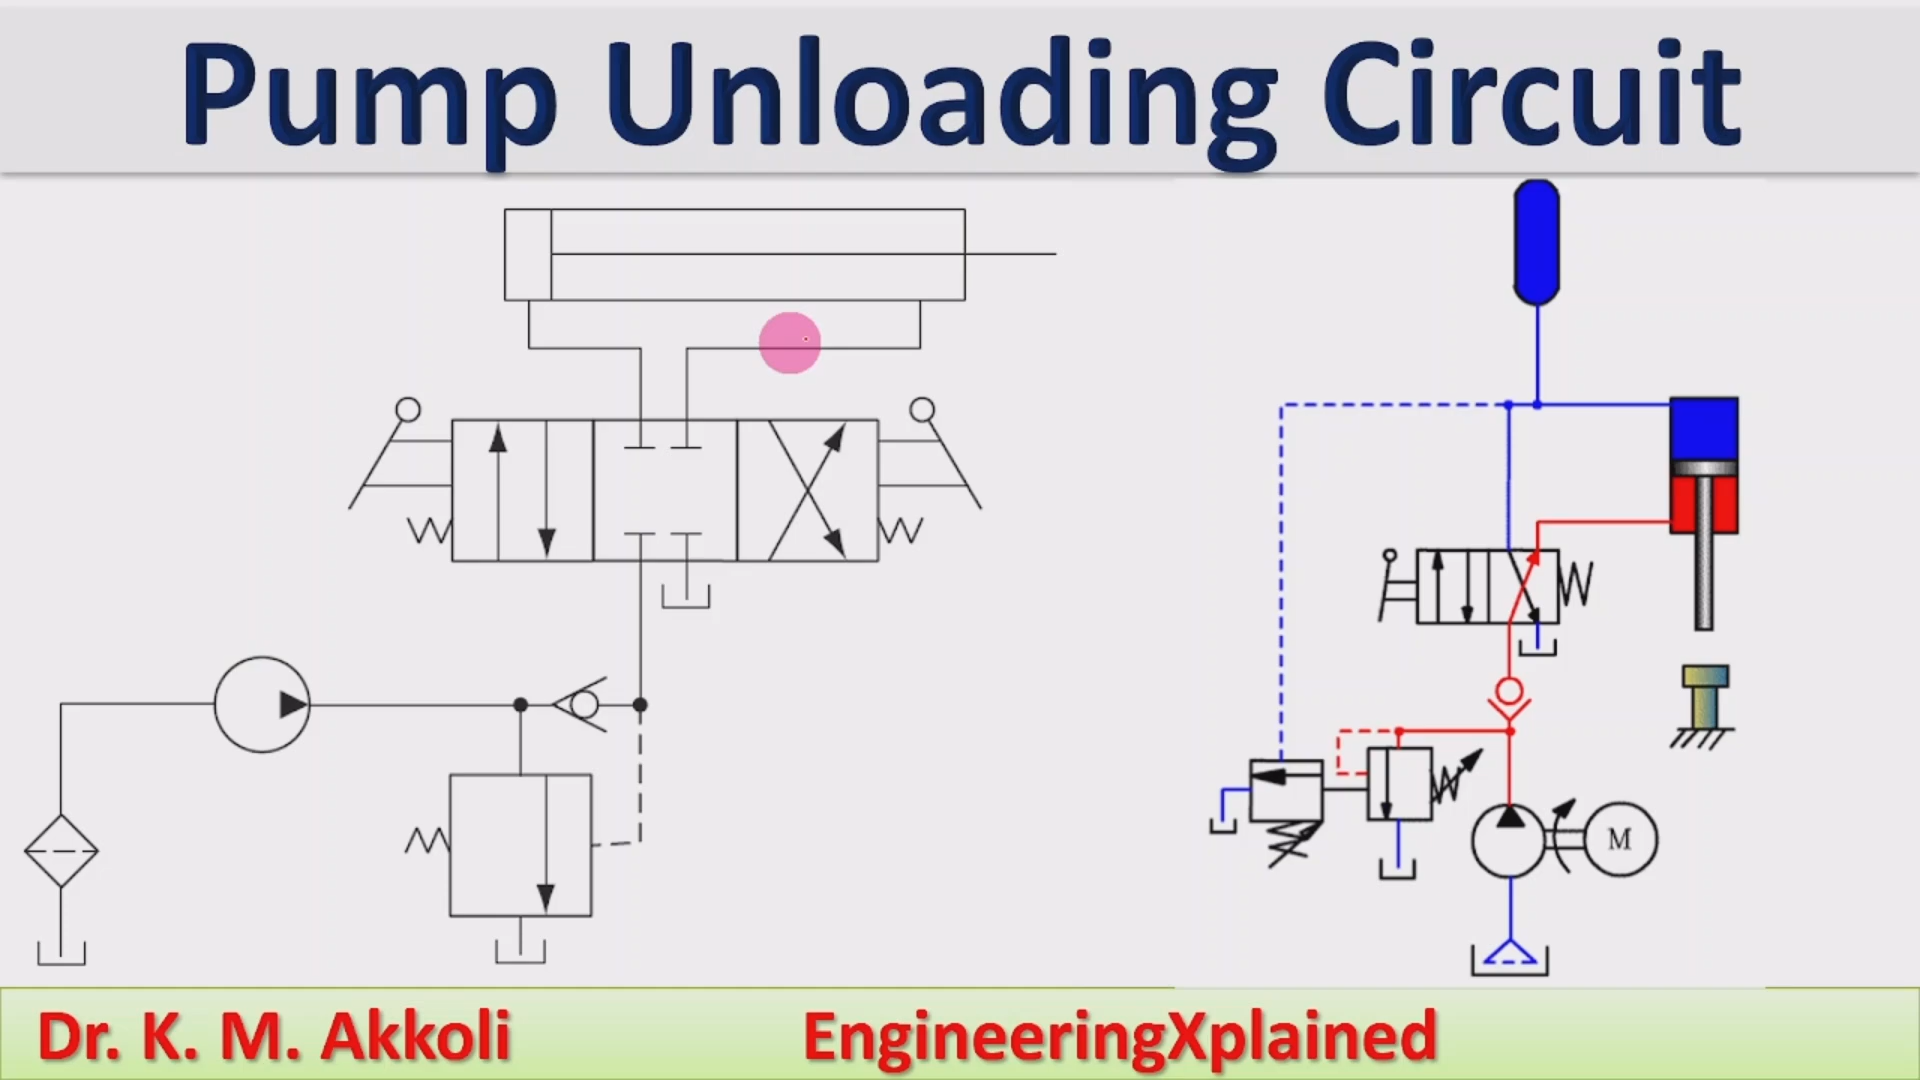 Pump Unloading Circuit
M
Dr. K. M. Akkoli
EngineeringXplained